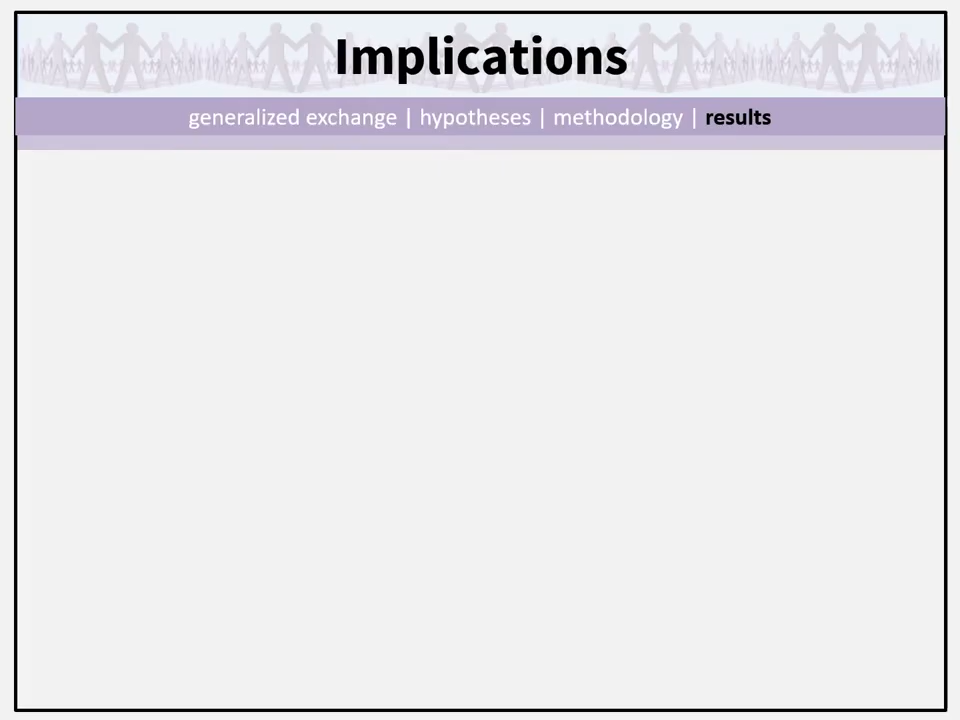 Implications
generalized exchange | hypotheses | methodology | results